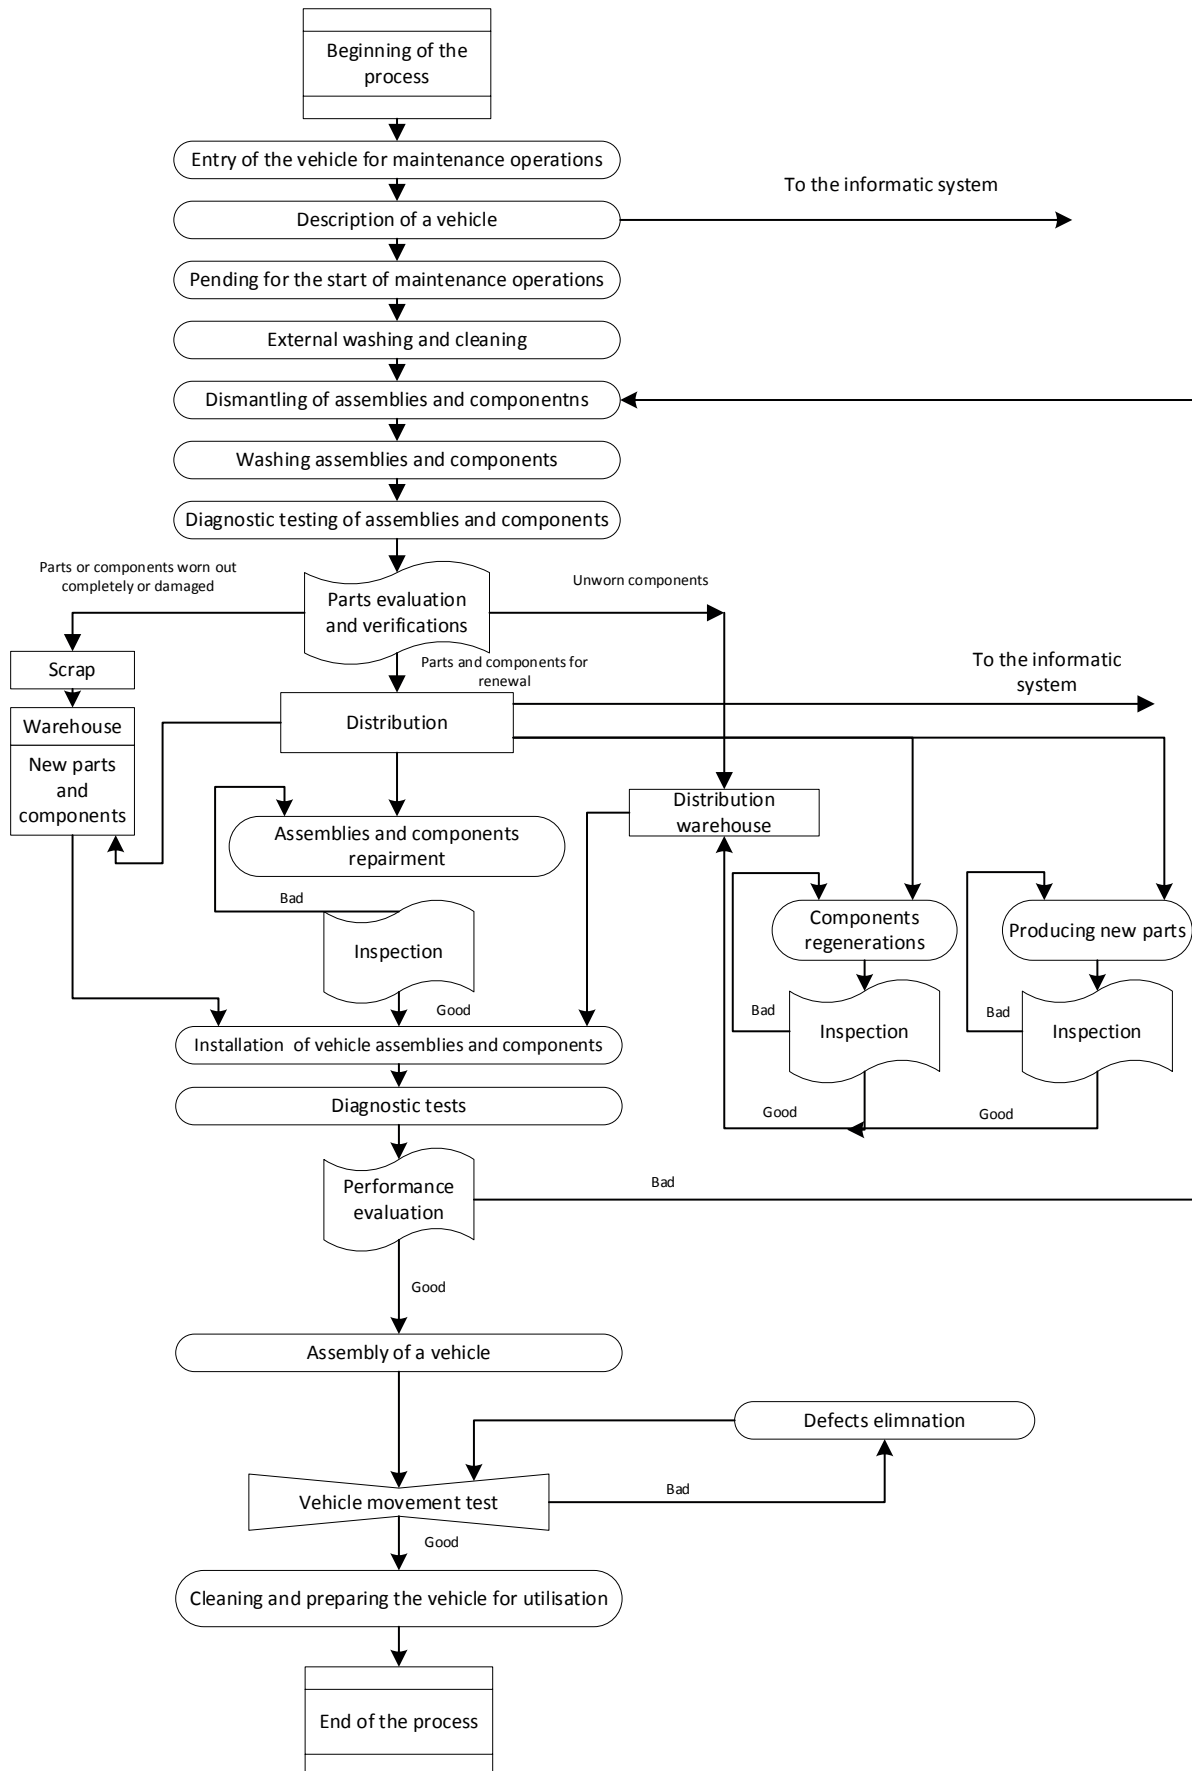 Beginning of the
process
Entry of the vehicle for maintenance operations
To the informatic system
Description of a vehicle
Pending for the start of maintenance operations
External washing and cleaning
Dismantling of assemblies and componentns
Washing assemblies and components
Diagnostic testing of assemblies and components
Parts or components worn out
completely or damaged
Unworn components
Parts evaluation
and verifications
Scrap
Parts and components for
renewal
To the informatic
system
Warehouse
New parts
and
components
Distribution
Distribution
warehouse
Assemblies and components
repairment
Bad
Inspection
Good
Components
regenerations
Producing new parts
Bad
Inspection
Bad
Inspection
Good
Good
Installation  of vehicle assemblies and components
Diagnostic tests
Performance
evaluation
Bad
Good
Assembly of a vehicle
Defects elimnation
Vehicle movement test
Bad
Good
Cleaning and preparing the vehicle for utilisation
End of the process